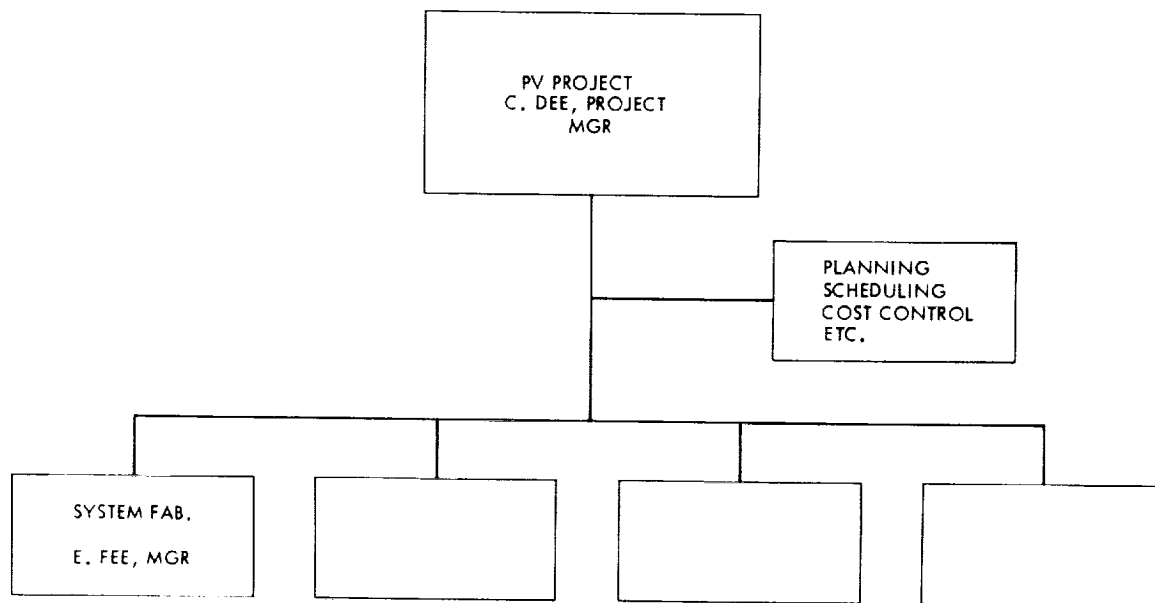 PV PROJECT
C. DEE, PROJECT
MGR
PLANNING
SCHEDULING
COST CONTROL
ETC.
SYSTEM FAB.
E. FEE, MGR